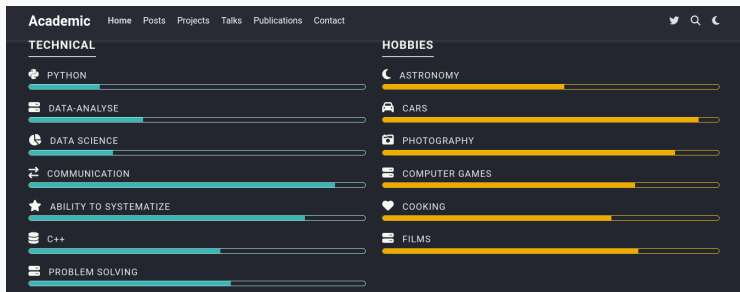 Academic Home Posts Projects Talks Publications Contact
TECHNICAL
PYTHON
DATA-ANALYSE
DATA SCIENCE
COMMUNICATION
ABILITY TO SYSTEMATIZE
C++
PROBLEM SOLVING
HOBBIES
ASTRONOMY
CARS
PHOTOGRAPHY
COMPUTER GAMES
COOKING
FILMS